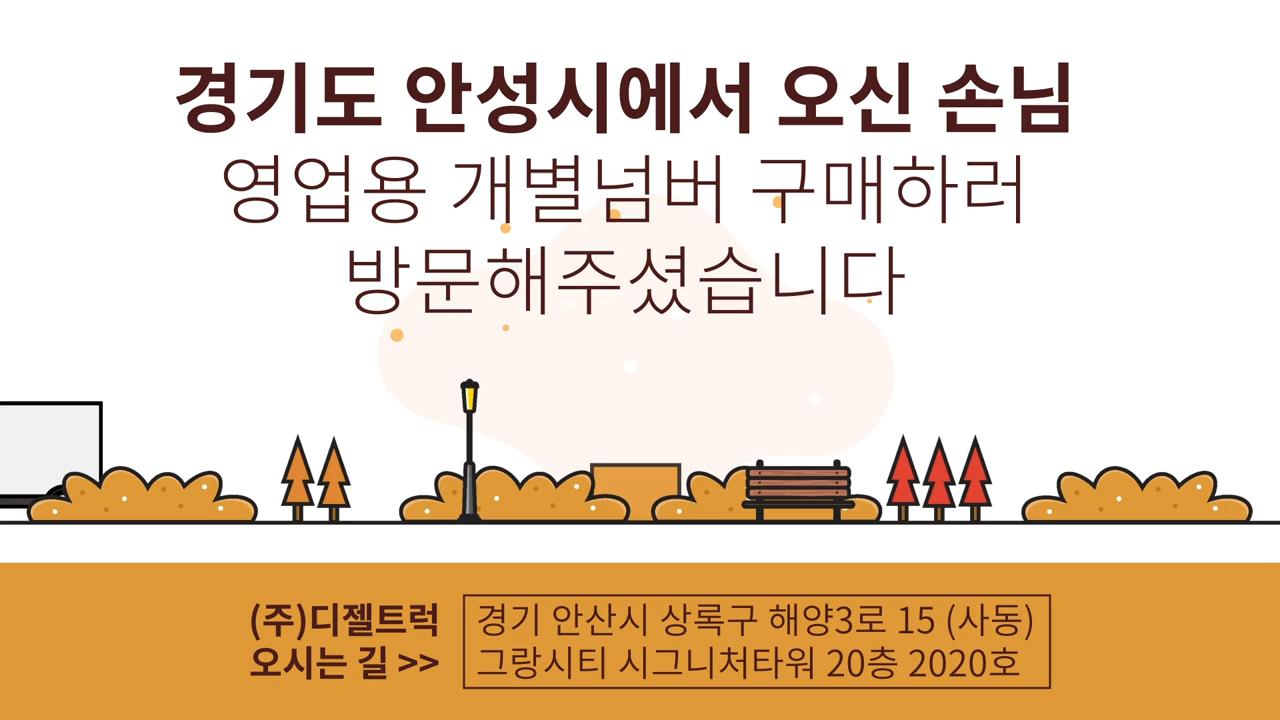 경기도 안성시에서 오신 손님
영업용 개별넘버 구매하러
방문해주셨습니다
(주)디젤트럭
오시는 길 >>
경기 안산시 상록구 해양3로 15 (사동)
그랑시티 시그니처타워 20층 2020호